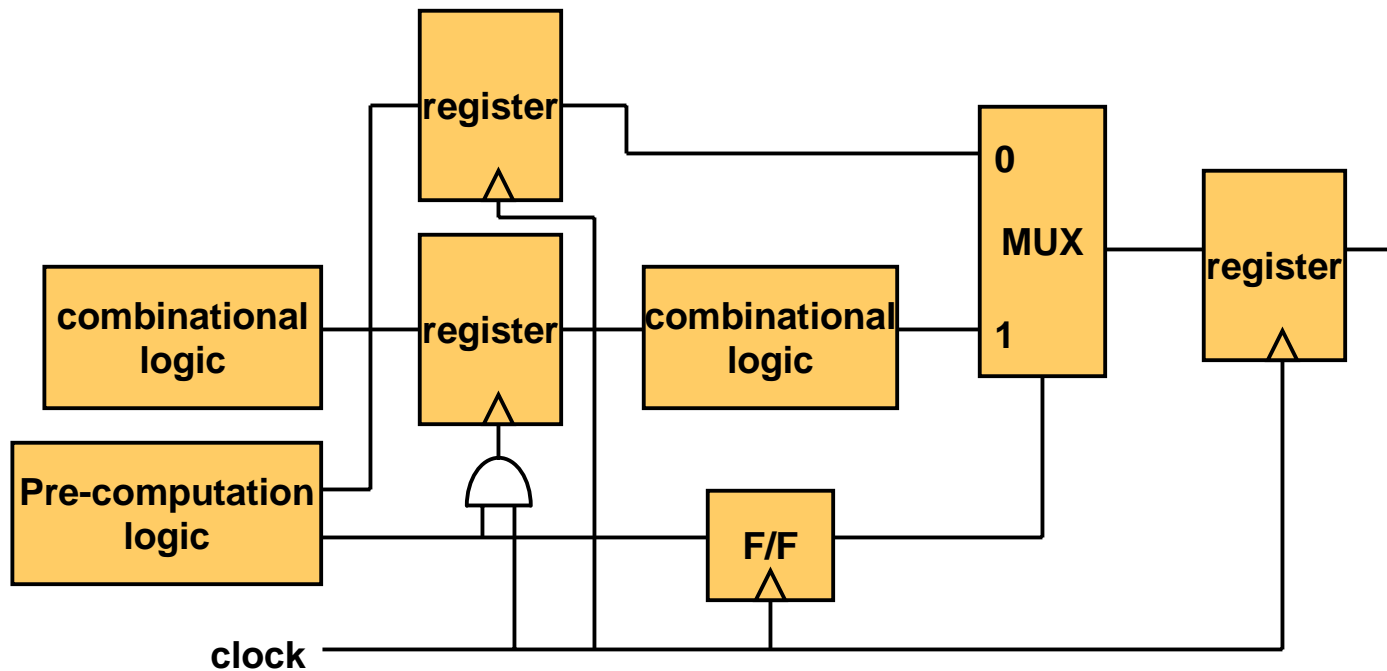 register
0
MUX
1
register
combinational
logic
register
combinational
logic
Pre-computation
logic
F/F
clock